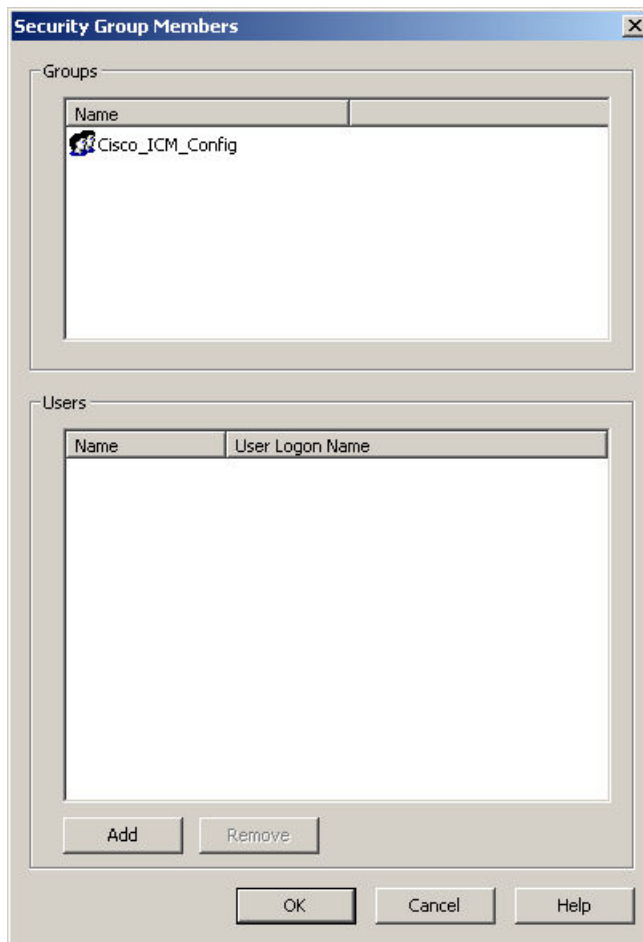 Security Group Members
Groups
Name
Cisco_ICM_Config
Users
Name User Logon Name
Add Remove
OK Cancel Help